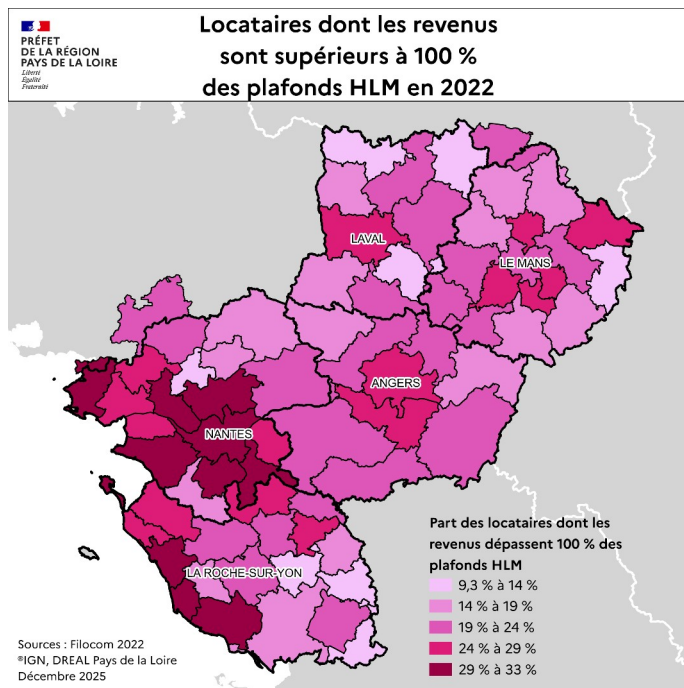 PRÉFET
DE LA RÉGION
PAYS DE LA LOIRE
Liberté
Égalité
Fraternité
Locataires dont les revenus
sont supérieurs à 100 %
des plafonds HLM en 2022
LAVAL
LE MANS
ANGERS
NANTES
LA ROCHE-SUR-YON
Part des locataires dont les
revenus dépassent 100 % des
plafonds HLM
9,3 % à 14 %
14 % à 19 %
19 % à 24 %
24 % à 29 %
29 % à 33 %
Sources : Filocom 2022
®IGN, DREAL Pays de la Loire
Décembre 2025